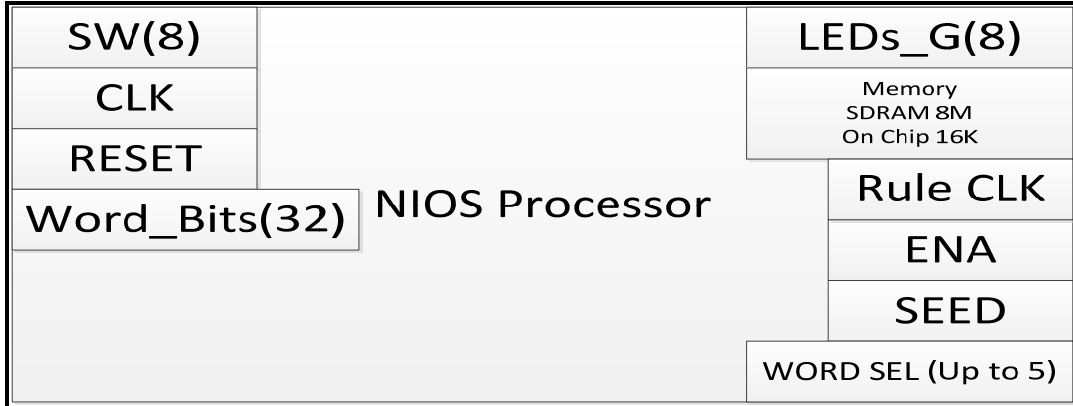 SW(8)
CLK
RESET
Word_Bits(32)
NIOS Processor
LEDs_G(8)
Memory
SDRAM 8M
On Chip 16K
Rule CLK
ENA
SEED
WORD SEL (Up to 5)